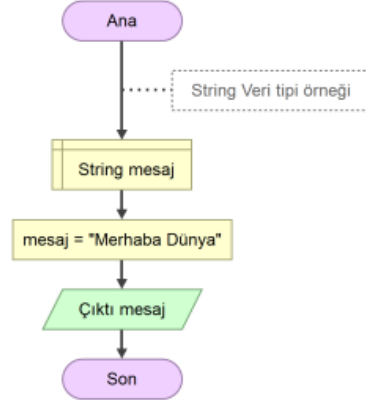 Ana
String Veri tipi örneği
String mesaj
mesaj = "Merhaba Dünya"
Çıktı mesaj
Son